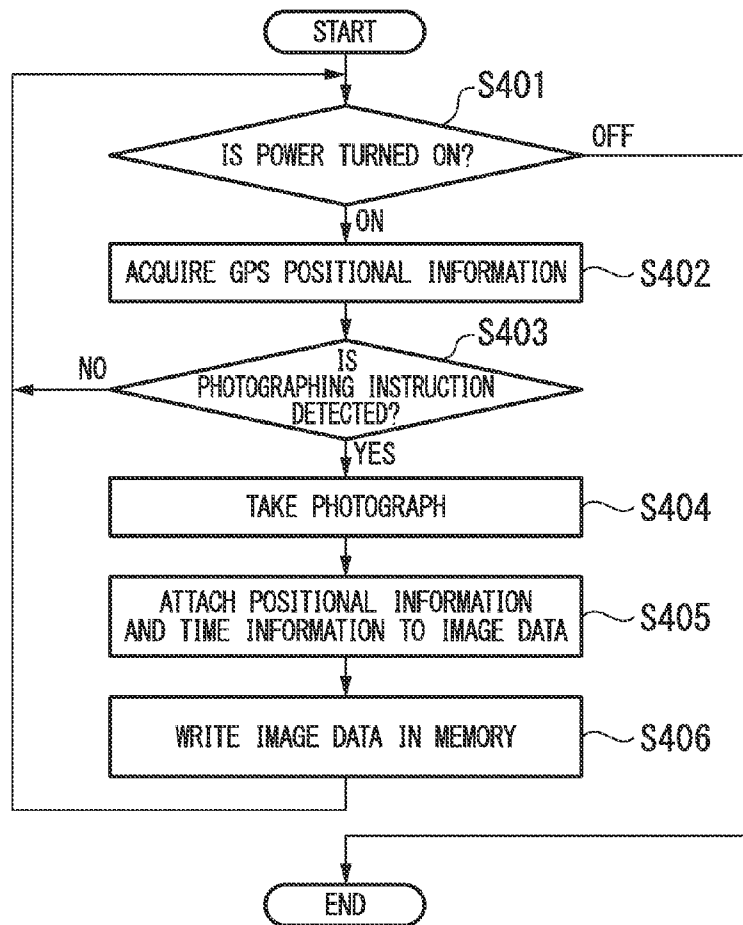 START
S401
IS POWER TURNED ON?
OFF
ON
ACQUIRE GPS POSITIONAL INFORMATION
S402
S403
NO
IS
PHOTOGRAPHING INSTRUCTION
DETECTED?
YES
TAKE PHOTOGRAPH
S404
ATTACH POSITIONAL INFORMATION
AND TIME INFORMATION TO IMAGE DATA
S405
WRITE IMAGE DATA IN MEMORY
S406
END